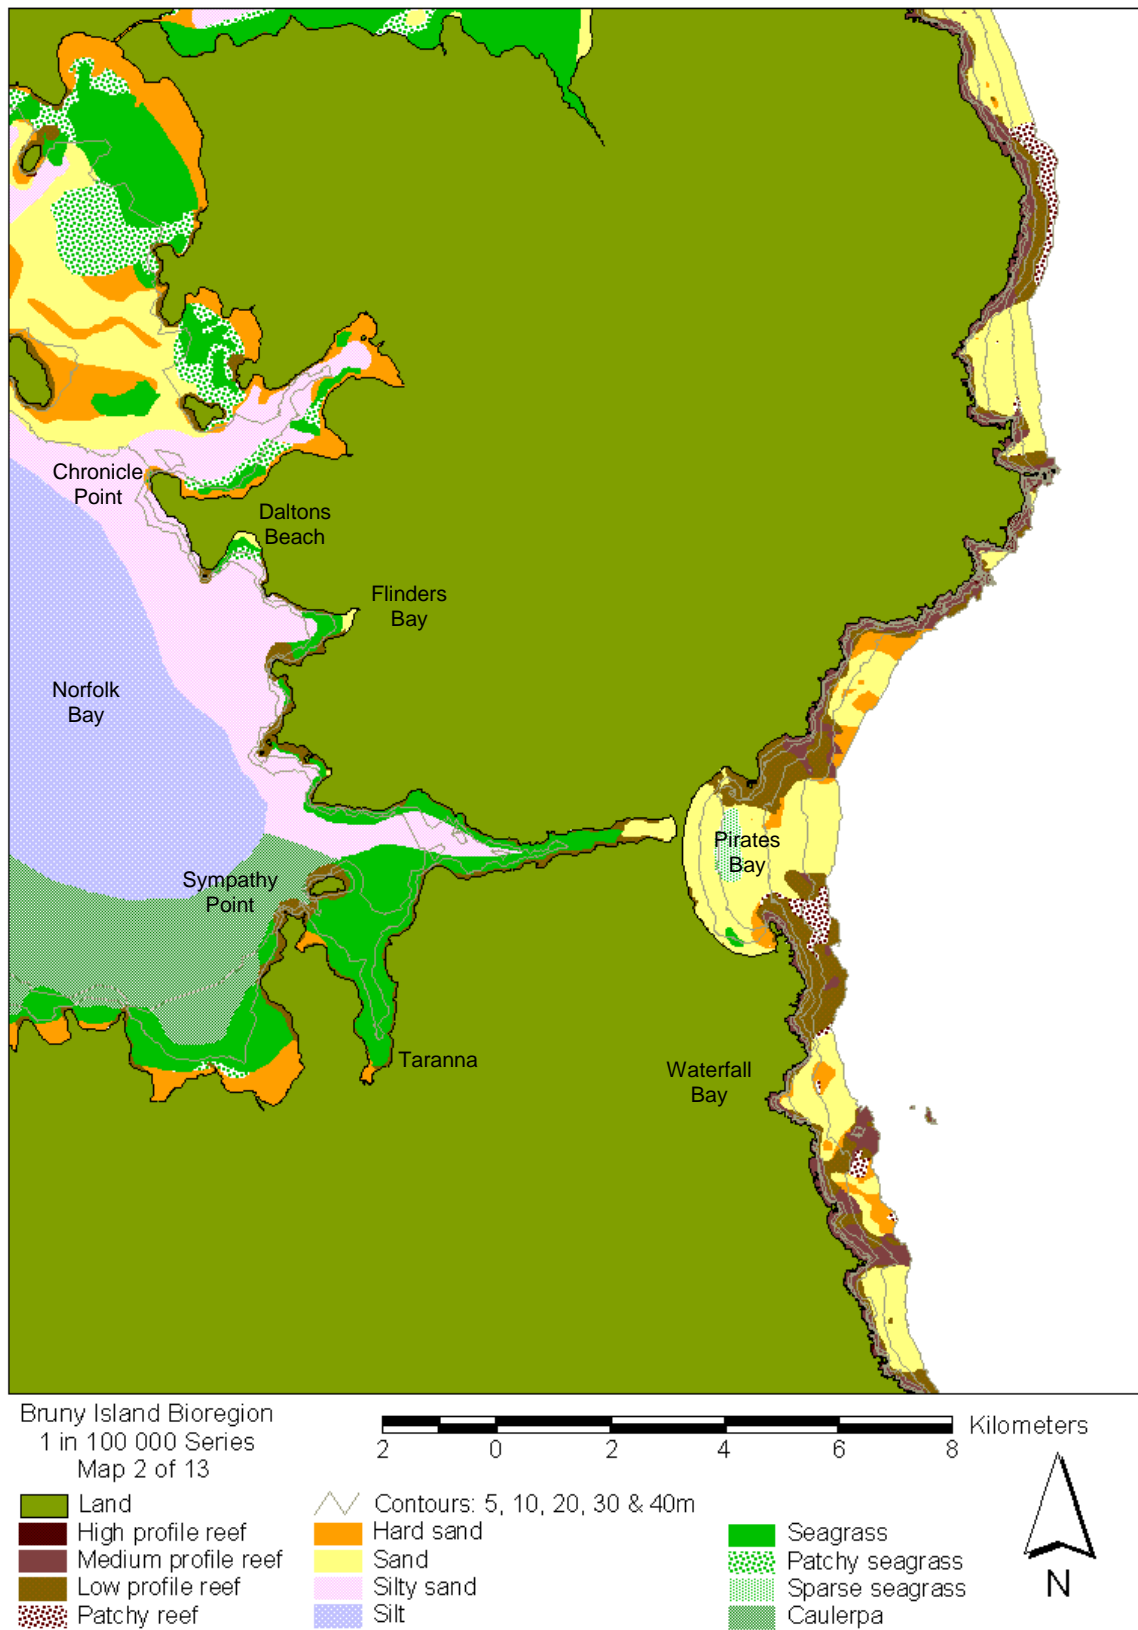 Chronicle
Point
Daltons
Beach
Flinders
Bay
Norfolk
Bay
Pirates
Bay
Sympathy
Point
Taranna
Waterfall
Bay
Bruny Island Bioregion
1 in 100 000 Series
Map 2 of 13
2 0 2 4 6 8 Kilometers
Land
High profile reef
Medium profile reef
Low profile reef
Patchy reef
Contours: 5, 10, 20, 30 & 40m
Hard sand
Sand
Silty sand
Silt
Seagrass
Patchy seagrass
Sparse seagrass
Caulerpa
N